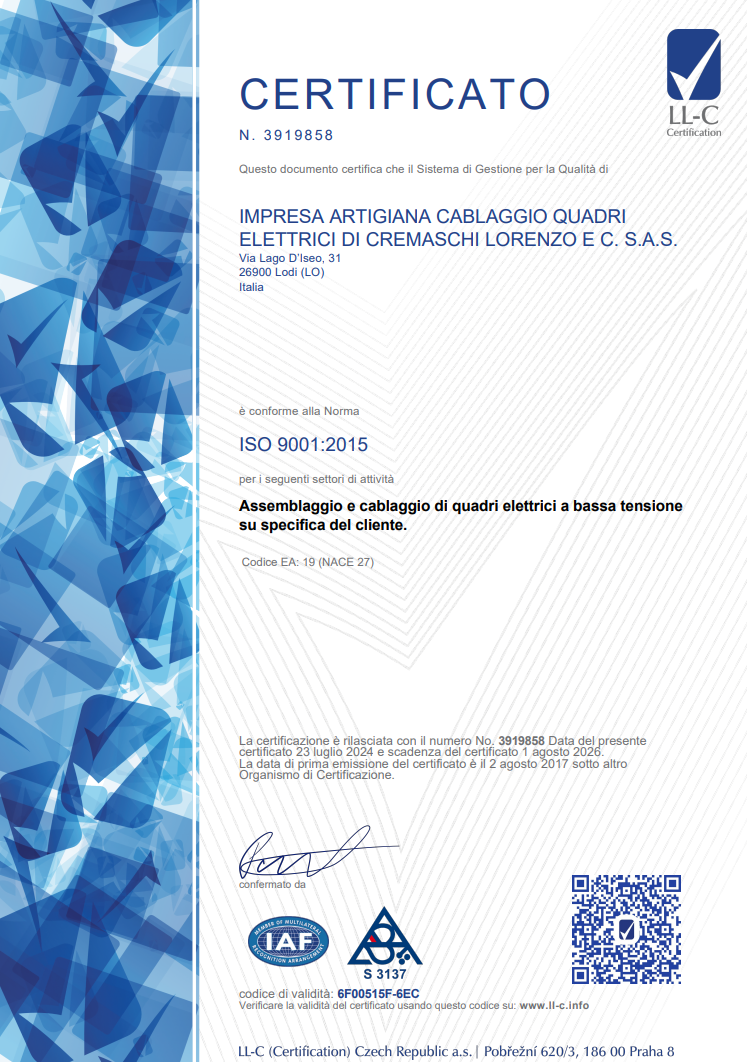 LL-C
Certification
CERTIFICATO
N. 3919858
Questo documento certifica che il Sistema di Gestione per la Qualità di
IMPRESA ARTIGIANA CABLAGGIO QUADRI
ELETTRICI DI CREMASCHI LORENZO E C. S.A.S.
Via Lago D'Iseo, 31
26900 Lodi (LO)
Italia
è conforme alla Norma
ISO 9001:2015
per i seguenti settori di attività
Assemblaggio e cablaggio di quadri elettrici a bassa tensione
su specifica del cliente.
Codice EA: 19 (NACE 27)
La certificazione è rilasciata con il numero No. 3919858 Data del presente
certificato 23 luglio 2024 e scadenza del certificato 1 agosto 2026.
La data di prima emissione del certificato è il 2 agosto 2017 sotto altro
Organismo di Certificazione.
confermato da
MEMBER OF MULTILATERAL
IAF
RECOGNITION ARRANGEMENT
S 3137
codice di validità: 6F00515F-6EC
Verificare la validità del certificato usando questo codice su: www.ll-c.info
LL-C (Certification) Czech Republic a.s. | Pobřežní 620/3, 186 00 Praha 8